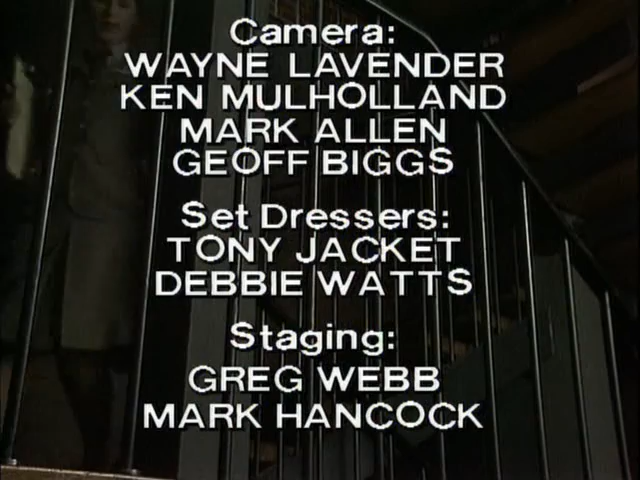 Camera:
WAYNE LAVENDER
KEN MULHOLLAND
MARK ALLEN
GEOFF BIGGS
Set Dressers:
TONY JACKET
DEBBIE WATTS
Staging:
GREG WEBB
MARK HANCOCK